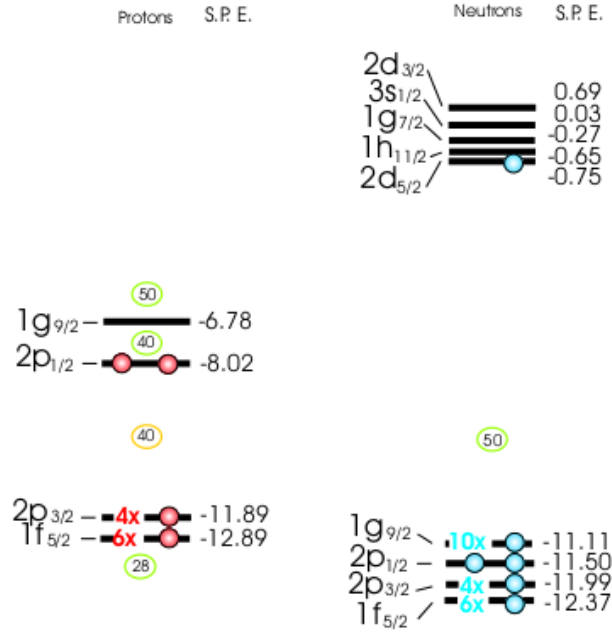 Protons S.P. E. Neutrons S.P. E.
2d3/2 0.69
3s1/2 0.03
1g7/2 -0.27
1h11/2 -0.65
2d5/2 -0.75
50
1g9/2 -6.78
40
2p1/2 -8.02
40 50
2p3/2 4x -11.89
1f5/2 6x -12.89
28
1g9/2 10x -11.11
2p1/2 -11.50
2p3/2 4x -11.99
1f5/2 6x -12.37